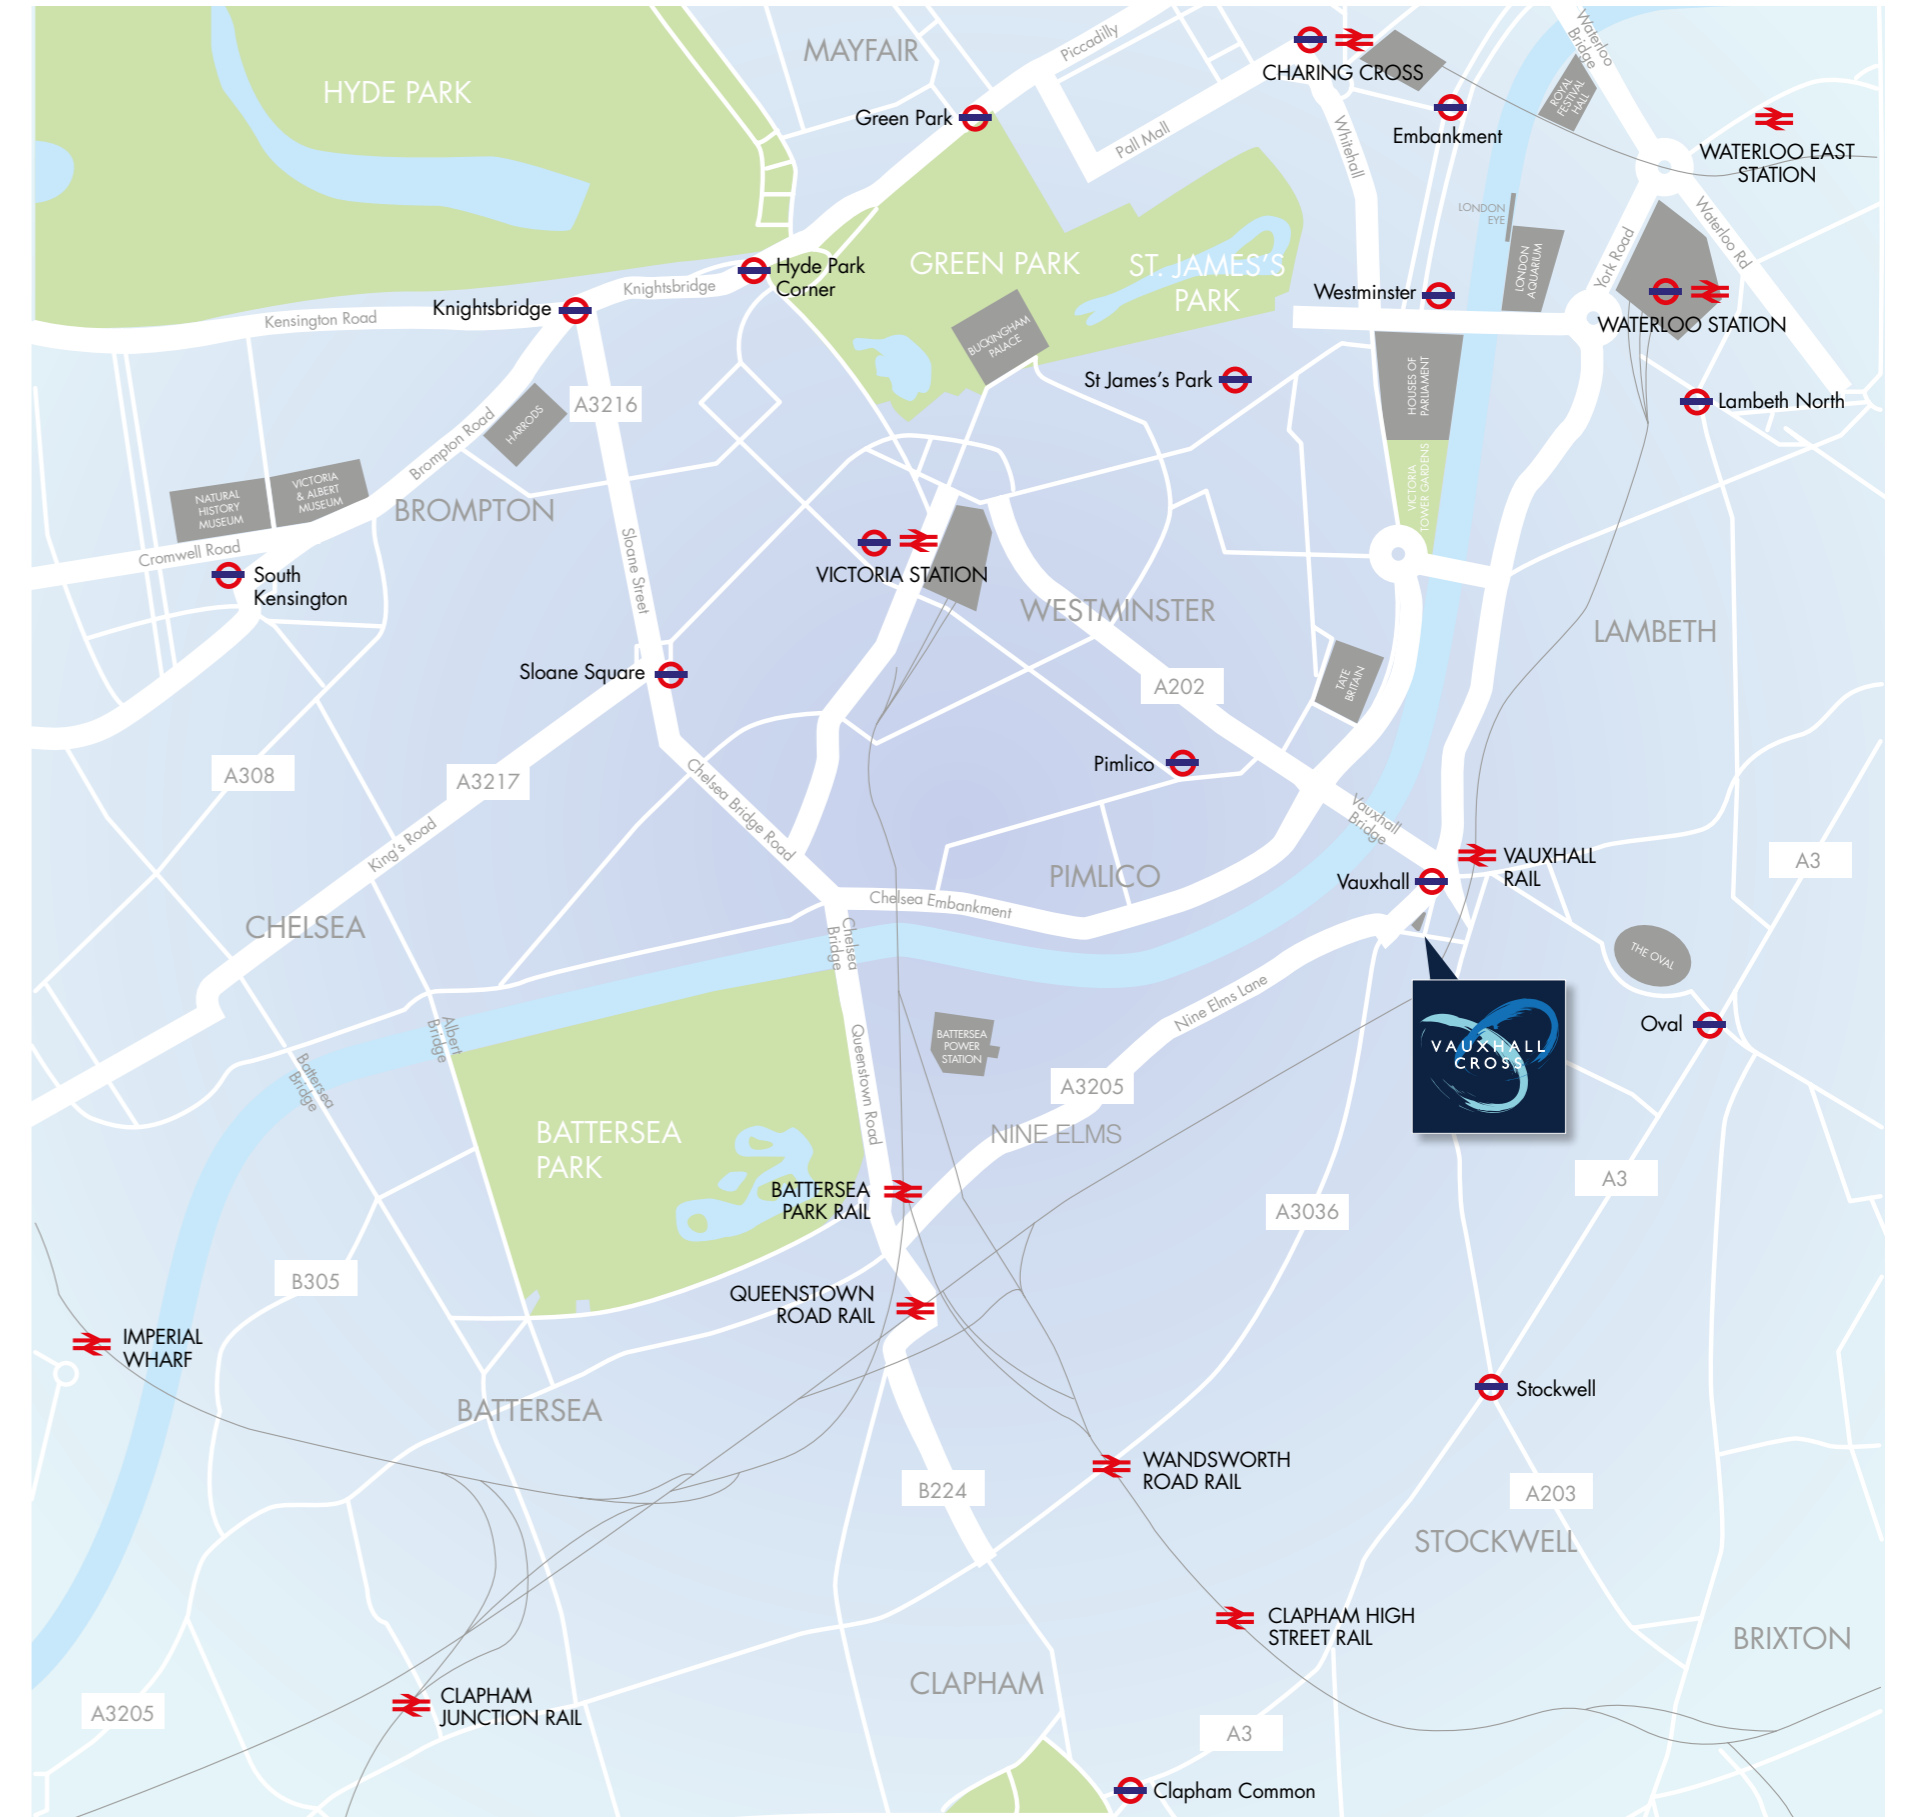 MAYFAIR
Piccadilly
Waterloo
Bridge
CHARING CROSS
HYDE PARK
ROYAL
FESTIVAL
HALL
Green Park
Embankment
Pall Mall
Whitehall
WATERLOO EAST
STATION
LONDON
EYE
Waterloo Rd
York Road
LONDON
AQUARIUM
GREEN PARK
ST. JAMES'S
PARK
Hyde Park
Corner
Knightsbridge
Knightsbridge
Kensington Road
Westminster
WATERLOO STATION
BUCKINGHAM
PALACE
St James's Park
HOUSES OF
PARLIAMENT
Lambeth North
A3216
HARRODS
Brompton Road
VICTORIA
TOWER GARDENS
NATURAL
HISTORY
MUSEUM
VICTORIA
& ALBERT
MUSEUM
BROMPTON
Cromwell Road
South
Kensington
Sloane Street
VICTORIA STATION
WESTMINSTER
LAMBETH
Sloane Square
A202
TATE
BRITAIN
Pimlico
A308
A3217
Chelsea Bridge Road
King's Road
Vauxhall
Bridge
VAUXHALL
RAIL
A3
PIMLICO
Vauxhall
Chelsea Embankment
CHELSEA
Chelsea
Bridge
THE OVAL
Nine Elms Lane
Oval
VAUXHALL
CROSS
Albert
Bridge
Battersea
Bridge
Queenstown Road
BATTERSEA
POWER
STATION
A3205
NINE ELMS
BATTERSEA
PARK
BATTERSEA
PARK RAIL
A3
A3036
B305
QUEENSTOWN
ROAD RAIL
IMPERIAL
WHARF
Stockwell
BATTERSEA
WANDSWORTH
ROAD RAIL
B224
A203
STOCKWELL
CLAPHAM HIGH
STREET RAIL
BRIXTON
CLAPHAM
CLAPHAM
JUNCTION RAIL
A3205
A3
Clapham Common